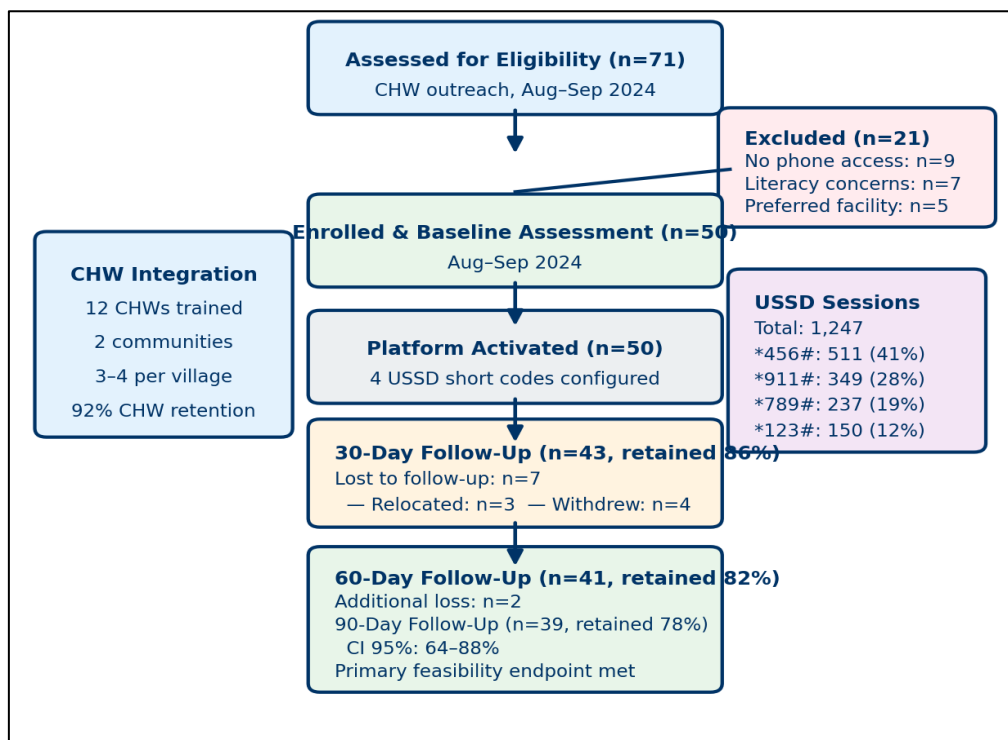 Assessed for Eligibility (n=71)
CHW outreach, Aug–Sep 2024
Excluded (n=21)
No phone access: n=9
Literacy concerns: n=7
Preferred facility: n=5
Enrolled & Baseline Assessment (n=50)
Aug–Sep 2024
CHW Integration
12 CHWs trained
2 communities
3–4 per village
92% CHW retention
Platform Activated (n=50)
4 USSD short codes configured
USSD Sessions
Total: 1,247
*456#: 511 (41%)
*911#: 349 (28%)
*789#: 237 (19%)
*123#: 150 (12%)
30-Day Follow-Up (n=43, retained 86%)
Lost to follow-up: n=7
— Relocated: n=3  — Withdrew: n=4
60-Day Follow-Up (n=41, retained 82%)
Additional loss: n=2
90-Day Follow-Up (n=39, retained 78%)
CI 95%: 64–88%
Primary feasibility endpoint met